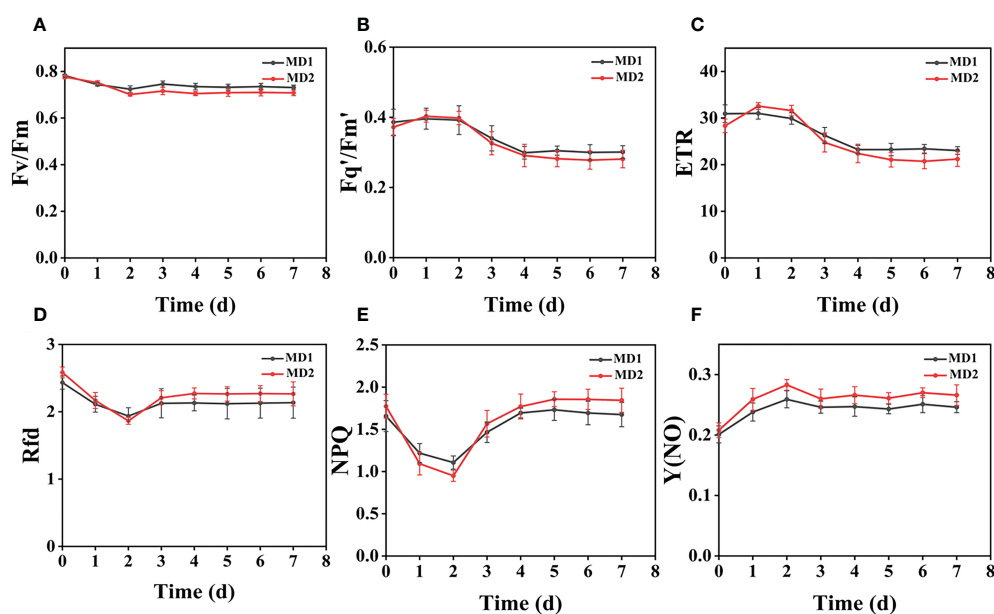 A
B
C
MD1
MD2
MD1
MD2
MD1
MD2
Fv/Fm
0.8
0.6
0.4
0.2
0.0
Fq'/Fm'
0.6
0.4
0.2
0.0
ETR
40
30
20
10
0
0 1 2 3 4 5 6 7 8
0 1 2 3 4 5 6 7 8
0 1 2 3 4 5 6 7 8
Time (d)
Time (d)
Time (d)
D
E
F
MD1
MD2
MD1
MD2
MD1
MD2
Rfd
3
2
1
0
NPQ
2.5
2.0
1.5
1.0
0.5
0.0
Y(NO)
0.3
0.2
0.1
0.0
0 1 2 3 4 5 6 7 8
0 1 2 3 4 5 6 7 8
0 1 2 3 4 5 6 7 8
Time (d)
Time (d)
Time (d)